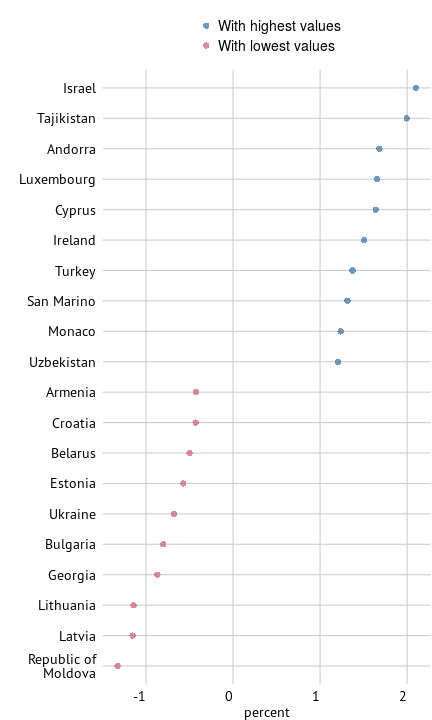 With highest values
With lowest values
Israel
Tajikistan
Andorra
Luxembourg
Cyprus
Ireland
Turkey
San Marino
Monaco
Uzbekistan
Armenia
Croatia
Belarus
Estonia
Ukraine
Bulgaria
Georgia
Lithuania
Latvia
Republic of
Moldova
-1 0 1 2
percent